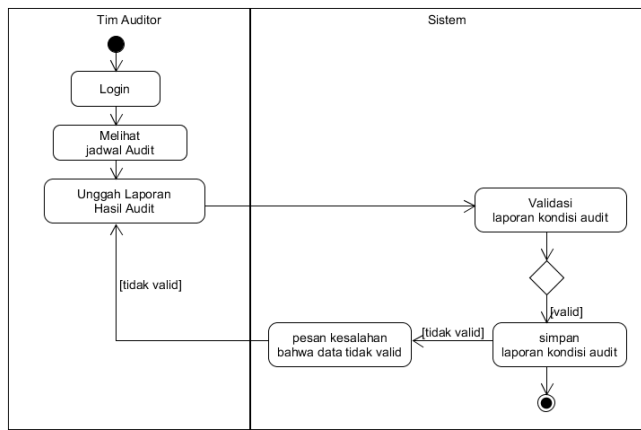 Tim Auditor
Sistem
Login
Melihat
jadwal Audit
Unggah Laporan
Hasil Audit
Validasi
laporan kondisi audit
[tidak valid]
[valid]
pesan kesalahan
bahwa data tidak valid
[tidak valid]
simpan
laporan kondisi audit